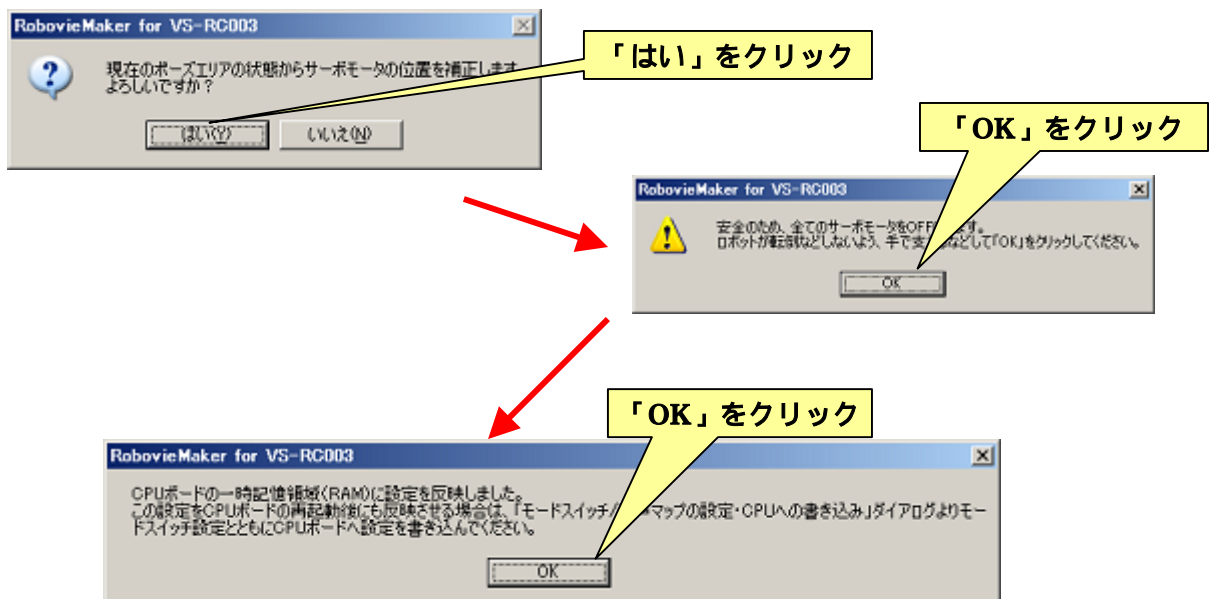 RobovieMaker for VS-RC003
現在のポーズエリアの状態からサーボモータの位置を補正します
よろしいですか？
はい(Y)
いいえ(N)
「はい」をクリック
「OK」をクリック
RobovieMaker for VS-RC003
安全のため、全てのサーボモータをOFF ます。
ロボットが転倒などしないよう、手で支 などして「OK」をクリックしてください。
OK
「OK」をクリック
RobovieMaker for VS-RC003
CPUボードの一時記憶領域(RAM)に設定を反映しました。
この設定をCPUボードの再起動後にも反映させる場合は、「モードスイッチ/ マップの設定・CPUへの書き込み」ダイアログよりモー
ドスイッチ設定とともにCPUボードへ設定を書き込んでください。
OK